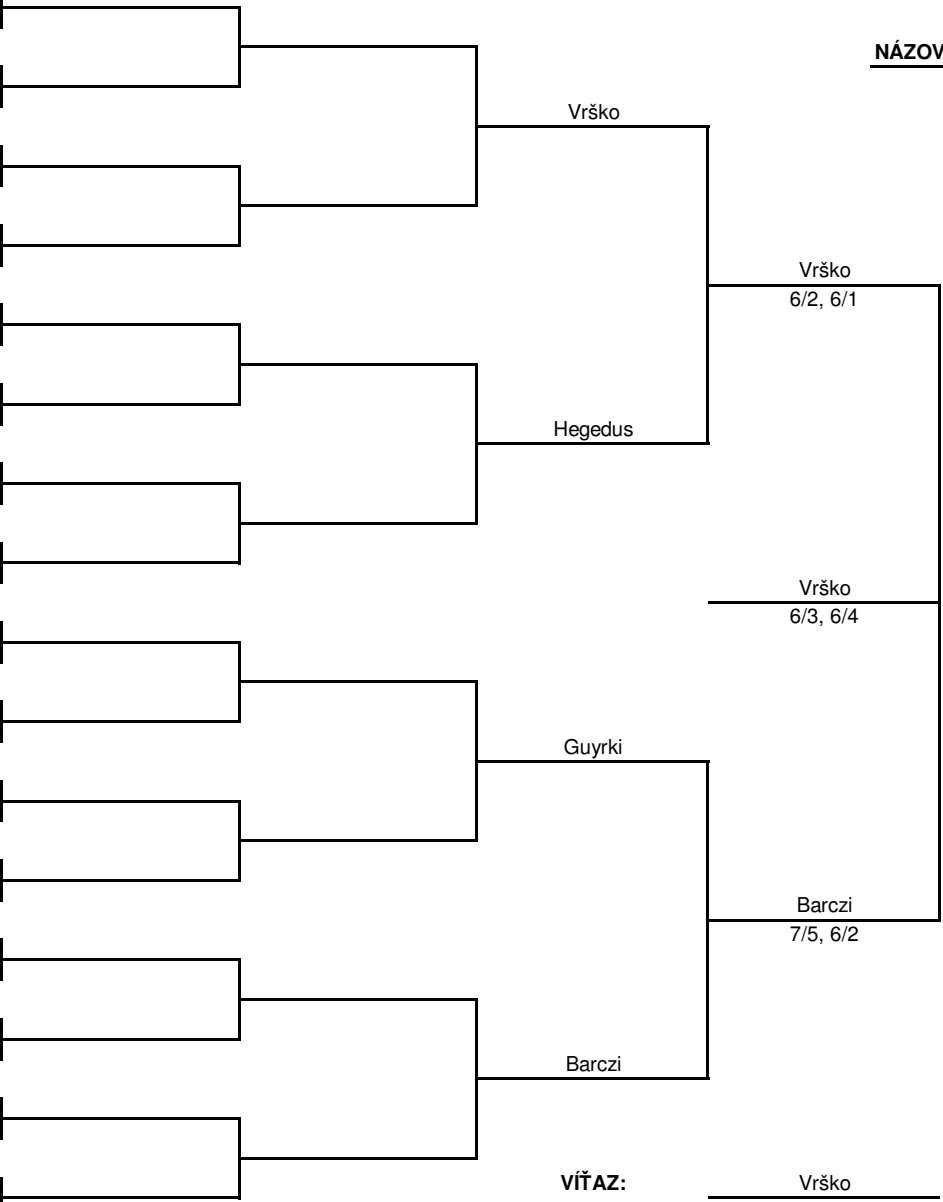 NÁZOV
Vrško
Vrško
6/2, 6/1
Hegedus
Vrško
6/3, 6/4
Guyrki
Barczi
7/5, 6/2
Barczi
VÍŤAZ: Vrško